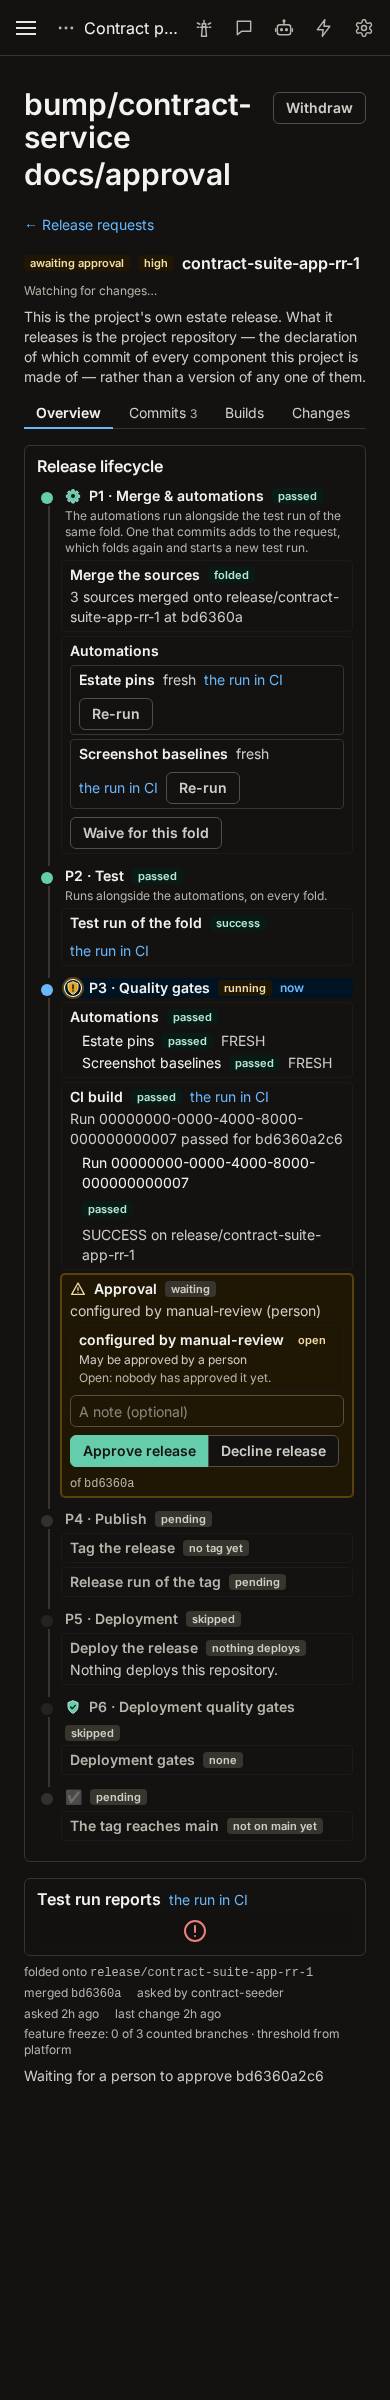 Contract p...
bump/contract-
service
docs/approval
Withdraw
← Release requests
awaiting approval high contract-suite-app-rr-1
Watching for changes...
This is the project's own estate release. What it
releases is the project repository — the declaration
of which commit of every component this project is
made of — rather than a version of any one of them.
Overview Commits 3 Builds Changes
Release lifecycle
P1 · Merge & automations passed
The automations run alongside the test run of the
same fold. One that commits adds to the request,
which folds again and starts a new test run.
Merge the sources folded
3 sources merged onto release/contract-
suite-app-rr-1 at bd6360a
Automations
Estate pins fresh the run in CI
Re-run
Screenshot baselines fresh
the run in CI Re-run
Waive for this fold
P2 · Test passed
Runs alongside the automations, on every fold.
Test run of the fold success
the run in CI
P3 · Quality gates running now
Automations passed
Estate pins passed FRESH
Screenshot baselines passed FRESH
CI build passed the run in CI
Run 00000000-0000-4000-8000-
000000000007 passed for bd6360a2c6
Run 00000000-0000-4000-8000-
000000000007
passed
SUCCESS on release/contract-suite-
app-rr-1
Approval waiting
configured by manual-review (person)
configured by manual-review open
May be approved by a person
Open: nobody has approved it yet.
A note (optional)
Approve release Decline release
of bd6360a
P4 · Publish pending
Tag the release no tag yet
Release run of the tag pending
P5 · Deployment skipped
Deploy the release nothing deploys
Nothing deploys this repository.
P6 · Deployment quality gates
skipped
Deployment gates none
pending
The tag reaches main not on main yet
Test run reports the run in CI
folded onto release/contract-suite-app-rr-1
merged bd6360a asked by contract-seeder
asked 2h ago last change 2h ago
feature freeze: 0 of 3 counted branches · threshold from
platform
Waiting for a person to approve bd6360a2c6